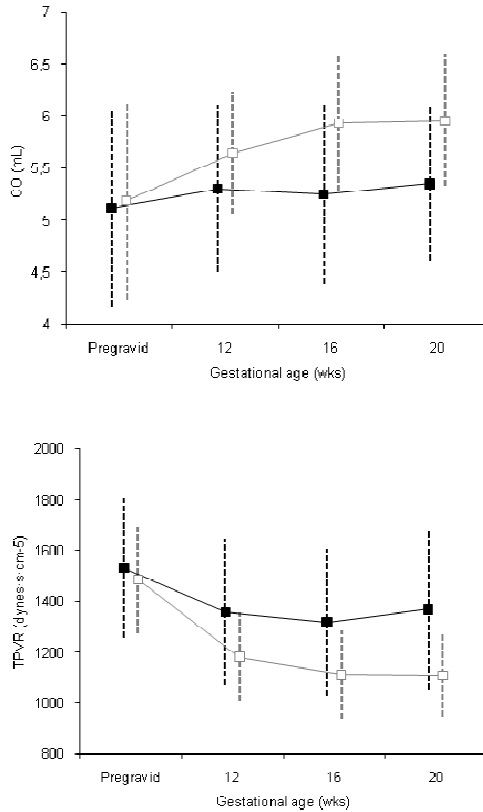 7
6,5
6
5,5
5
4,5
4
CO (mL)
Pregravid 12 16 20
Gestational age (wks)
2000
1800
1600
1400
1200
1000
800
TPVR (dynes·s·cm-5)
Pregravid 12 16 20
Gestational age (wks)